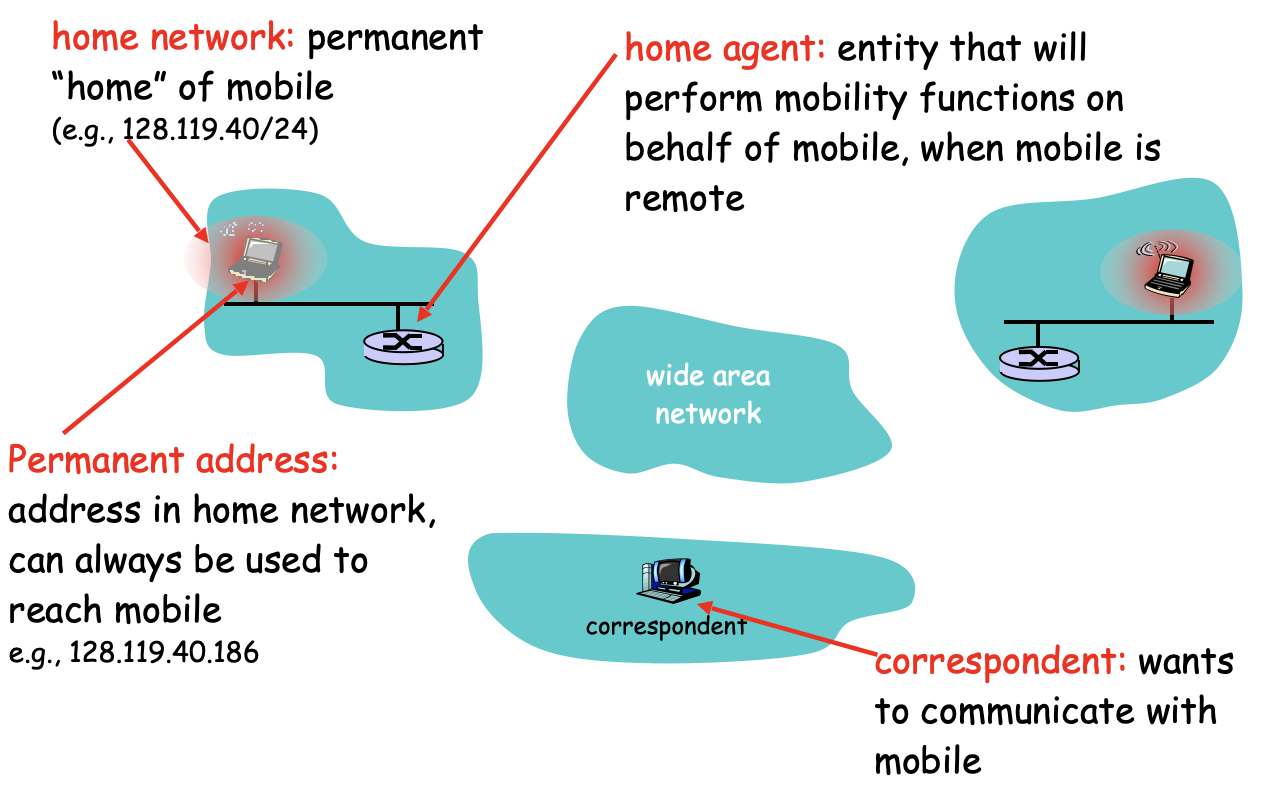 home network: permanent
“home” of mobile
(e.g., 128.119.40/24)
home agent: entity that will
perform mobility functions on
behalf of mobile, when mobile is
remote
wide area
network
Permanent address:
address in home network,
can always be used to
reach mobile
e.g., 128.119.40.186
correspondent
correspondent: wants
to communicate with
mobile